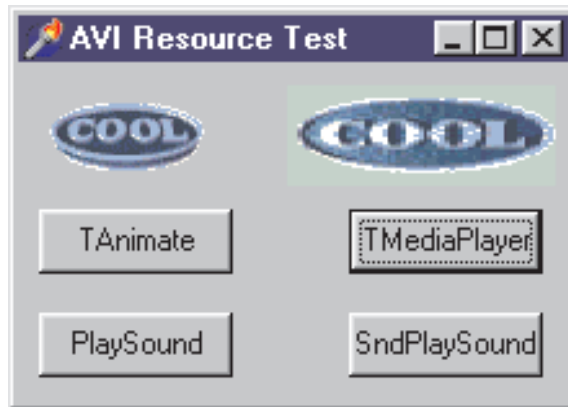 AVI Resource Test
COOL COOL
TAnimate TMediaPlayer
PlaySound SndPlaySound